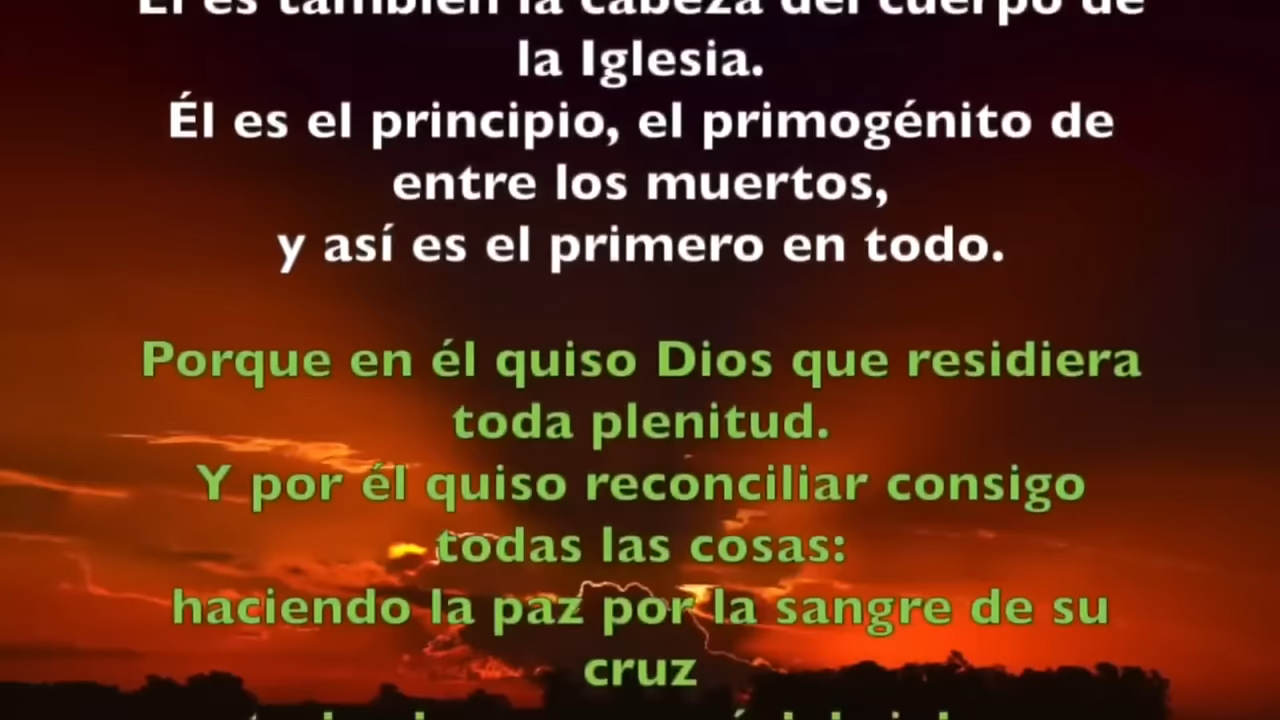 Él es también la cabeza del cuerpo de
la Iglesia.
Él es el principio, el primogénito de
entre los muertos,
y así es el primero en todo.
Porque en él quiso Dios que residiera
toda plenitud.
Y por él quiso reconciliar consigo
todas las cosas:
haciendo la paz por la sangre de su
cruz